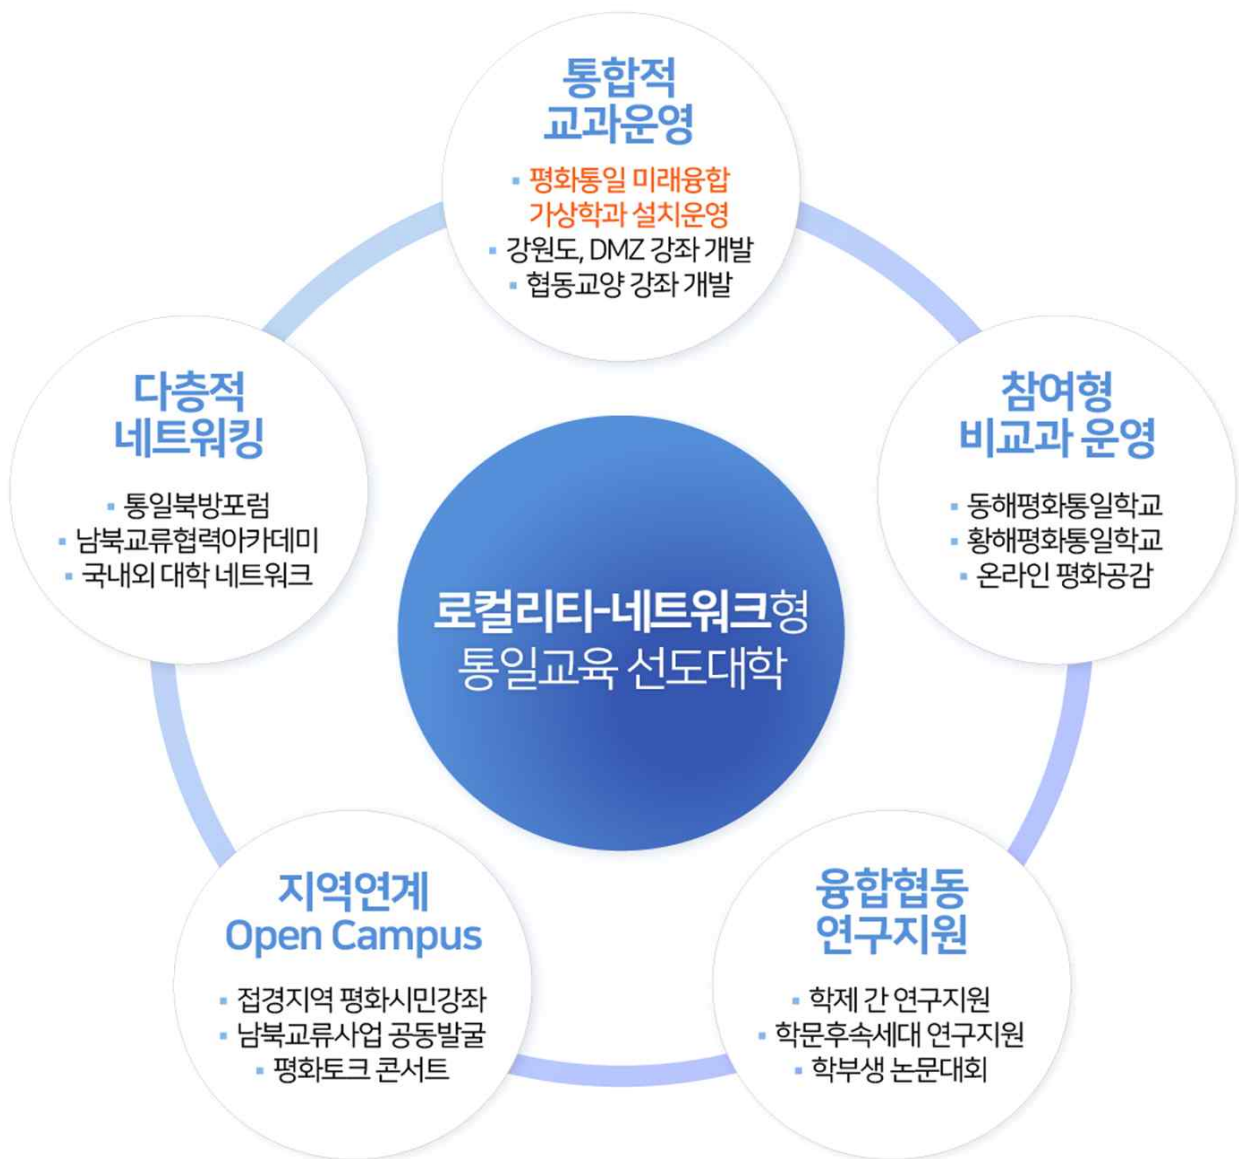 통합적
교과운영
▪ 평화통일 미래융합
가상학과 설치운영
▪ 강원도, DMZ 강좌 개발
▪ 협동교양 강좌 개발
참여형
비교과 운영
▪ 동해평화통일학교
▪ 황해평화통일학교
▪ 온라인 평화공감
융합협동
연구지원
▪ 학제 간 연구지원
▪ 학문후속세대 연구지원
▪ 학부생 논문대회
지역연계
Open Campus
▪ 접경지역 평화시민강좌
▪ 남북교류사업 공동발굴
▪ 평화토크 콘서트
다층적
네트워킹
▪ 통일북방포럼
▪ 남북교류협력아카데미
▪ 국내외 대학 네트워크
로컬리티-네트워크형
통일교육 선도대학